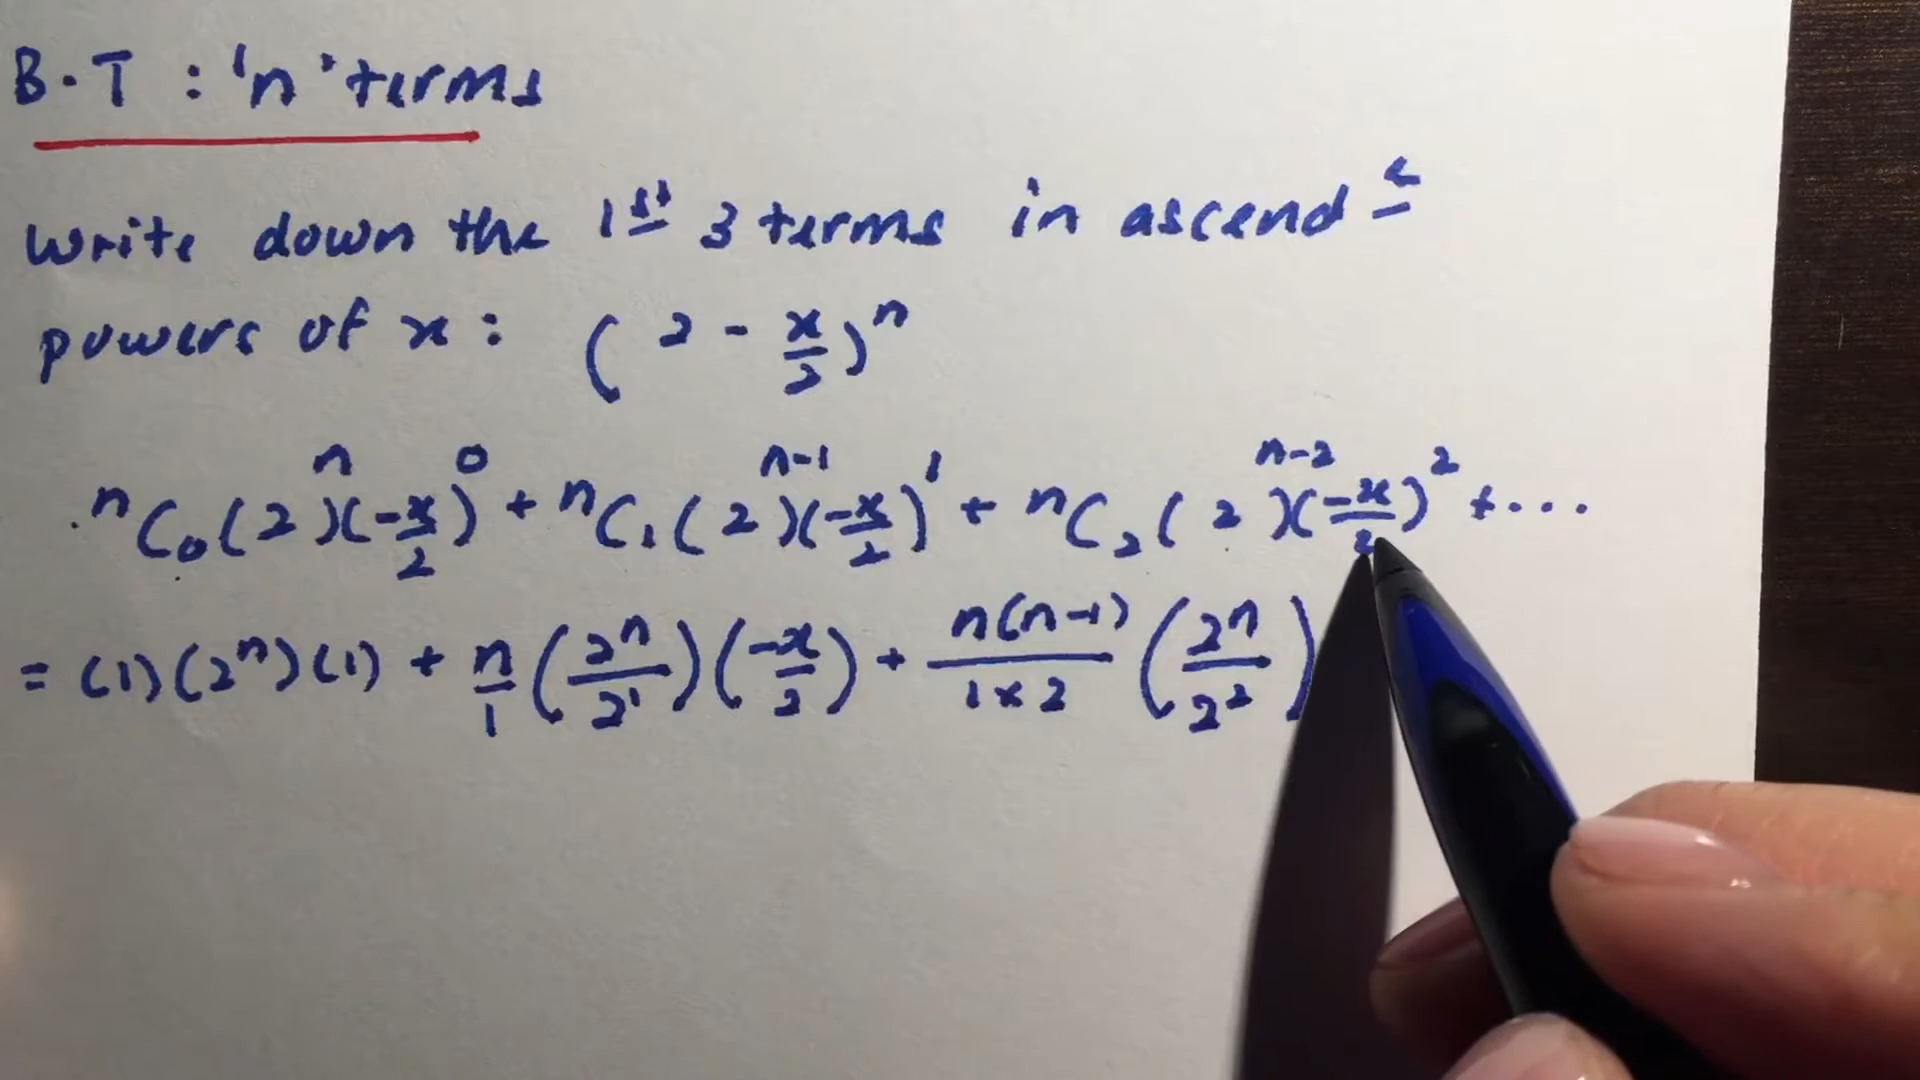 B.T : 'n' terms
write down the 1st 3 terms in ascend g
powers of x : (2 - x/2)^n
nC0(2)^n(-x/2)^0 + nC1(2)^n-1(-x/2)^1 + nC2(2)^n-2(-x/2)^2 + ...
= (1)(2^n)(1) + n/1(2^n/2^1)(-x/2) + n(n-1)/1x2(2^n/2^2)